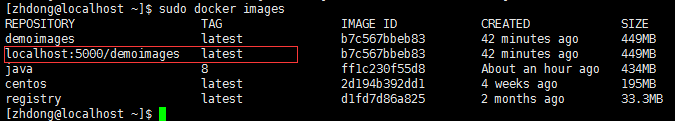 [zhdong@localhost ~]$ sudo docker images
REPOSITORY TAG IMAGE ID CREATED SIZE
demoimages latest b7c567bbeb83 42 minutes ago 449MB
localhost:5000/demoimages latest b7c567bbeb83 42 minutes ago 449MB
java 8 ff1c230f55d8 About an hour ago 434MB
centos latest 2d194b392dd1 4 weeks ago 195MB
registry latest d1fd7d86a825 2 months ago 33.3MB
[zhdong@localhost ~]$